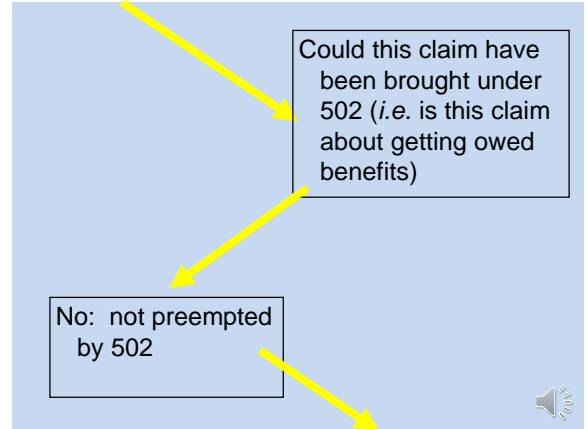 Could this claim have
been brought under
502 (i.e. is this claim
about getting owed
benefits)
No: not preempted
by 502